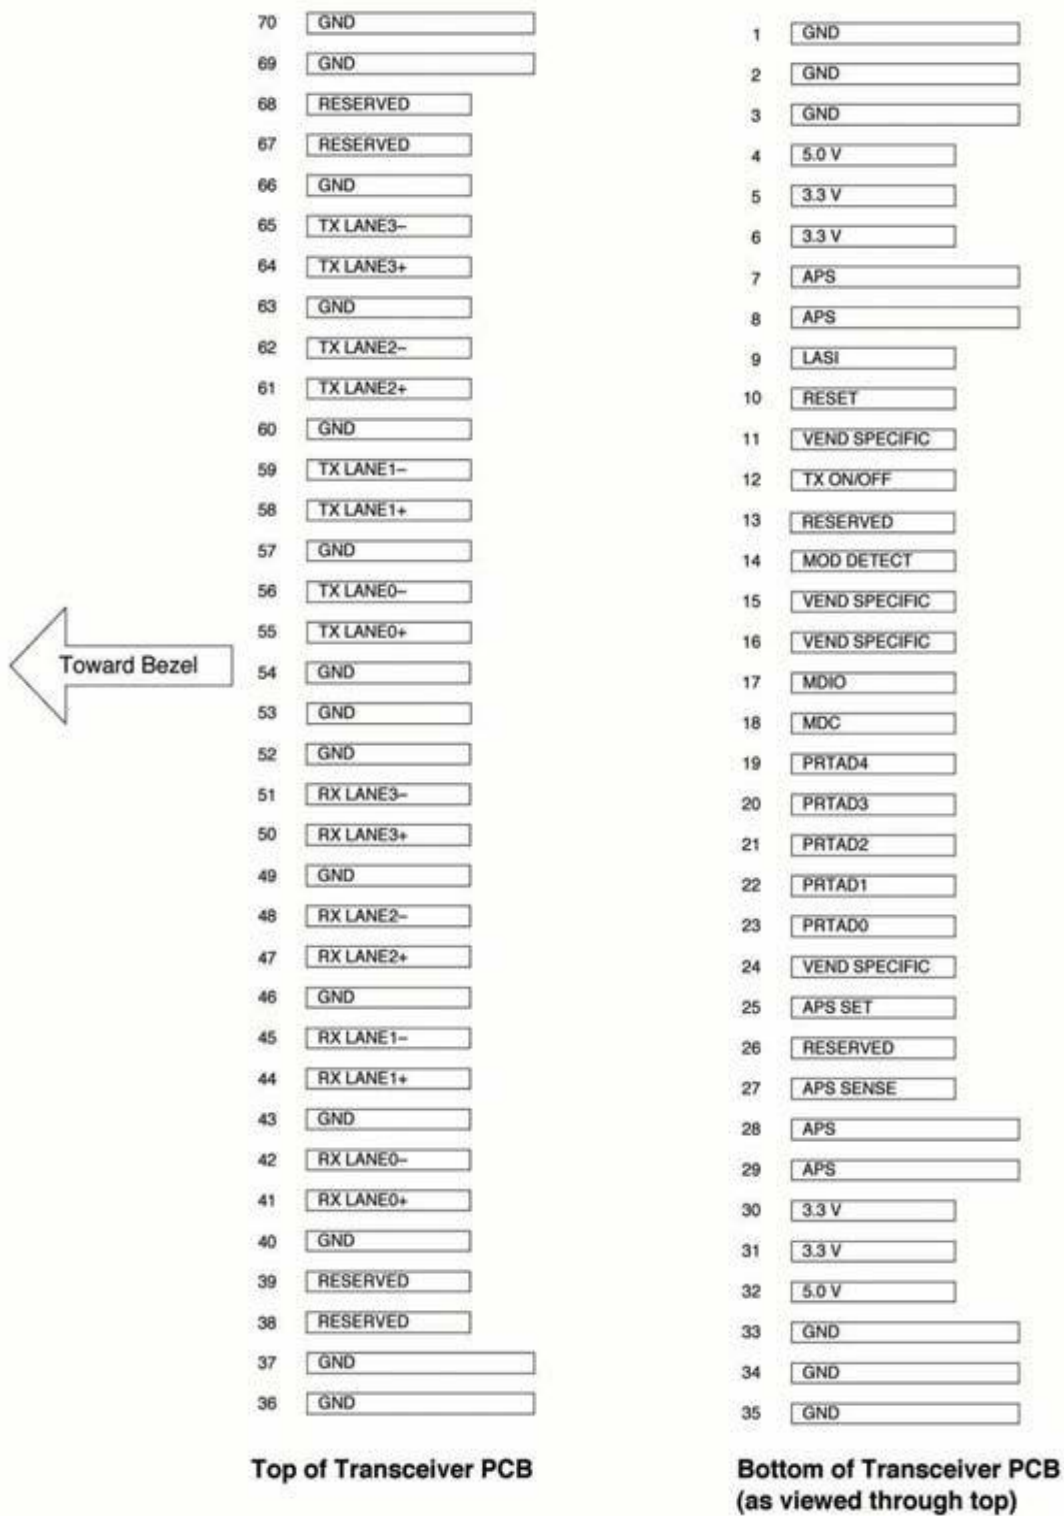 70 GND
69 GND
68 RESERVED
67 RESERVED
66 GND
65 TX LANE3–
64 TX LANE3+
63 GND
62 TX LANE2–
61 TX LANE2+
60 GND
59 TX LANE1–
58 TX LANE1+
57 GND
56 TX LANE0–
55 TX LANE0+
Toward Bezel
54 GND
53 GND
52 GND
51 RX LANE3–
50 RX LANE3+
49 GND
48 RX LANE2–
47 RX LANE2+
46 GND
45 RX LANE1–
44 RX LANE1+
43 GND
42 RX LANE0–
41 RX LANE0+
40 GND
39 RESERVED
38 RESERVED
37 GND
36 GND
Top of Transceiver PCB
1 GND
2 GND
3 GND
4 5.0 V
5 3.3 V
6 3.3 V
7 APS
8 APS
9 LASI
10 RESET
11 VEND SPECIFIC
12 TX ON/OFF
13 RESERVED
14 MOD DETECT
15 VEND SPECIFIC
16 VEND SPECIFIC
17 MDIO
18 MDC
19 PRTAD4
20 PRTAD3
21 PRTAD2
22 PRTAD1
23 PRTAD0
24 VEND SPECIFIC
25 APS SET
26 RESERVED
27 APS SENSE
28 APS
29 APS
30 3.3 V
31 3.3 V
32 5.0 V
33 GND
34 GND
35 GND
Bottom of Transceiver PCB
(as viewed through top)